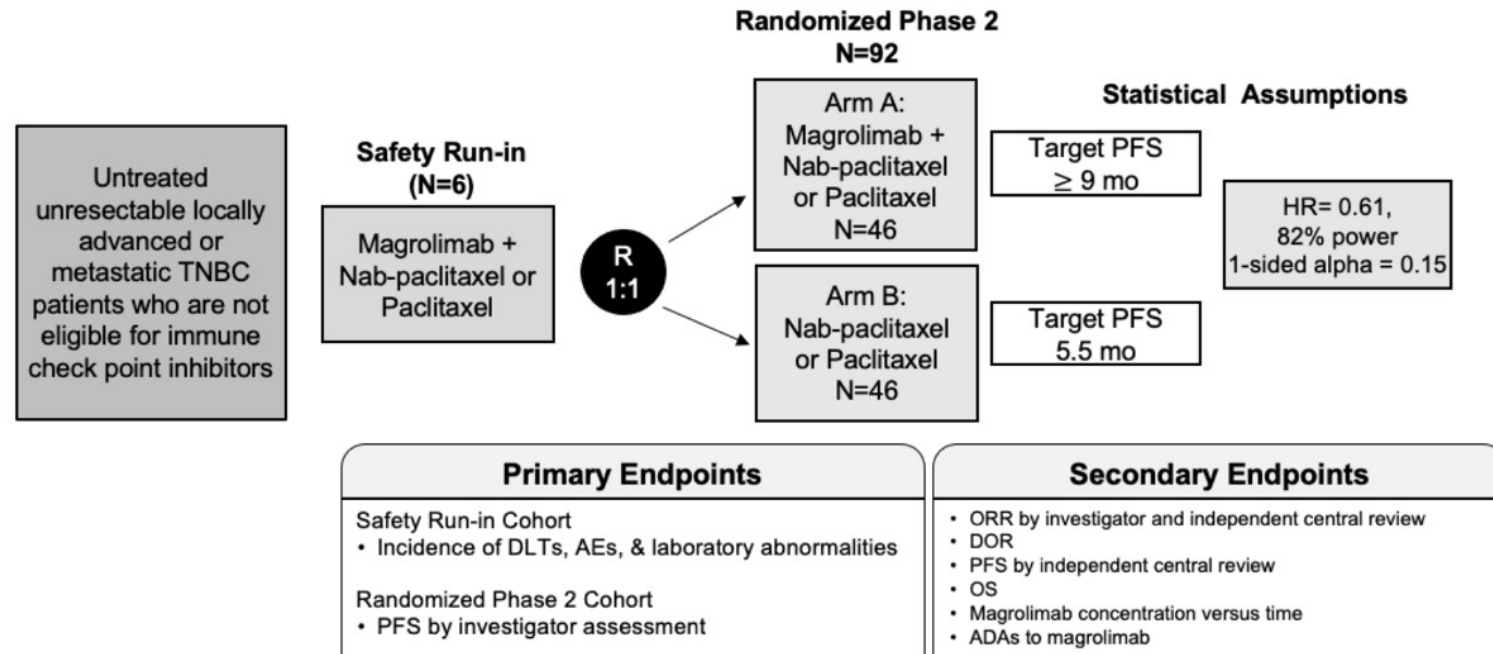 Untreated
unresectable locally
advanced or
metastatic TNBC
patients who are not
eligible for immune
check point inhibitors
Safety Run-in
(N=6)
Magrolimab +
Nab-paclitaxel or
Paclitaxel
R
1:1
Randomized Phase 2
N=92
Arm A:
Magrolimab +
Nab-paclitaxel
or Paclitaxel
N=46
Arm B:
Nab-paclitaxel
or Paclitaxel
N=46
Statistical Assumptions
Target PFS
≥ 9 mo
Target PFS
5.5 mo
HR= 0.61,
82% power
1-sided alpha = 0.15
Primary Endpoints
Safety Run-in Cohort
• Incidence of DLTs, AEs, & laboratory abnormalities
Randomized Phase 2 Cohort
• PFS by investigator assessment
Secondary Endpoints
• ORR by investigator and independent central review
• DOR
• PFS by independent central review
• OS
• Magrolimab concentration versus time
• ADAs to magrolimab